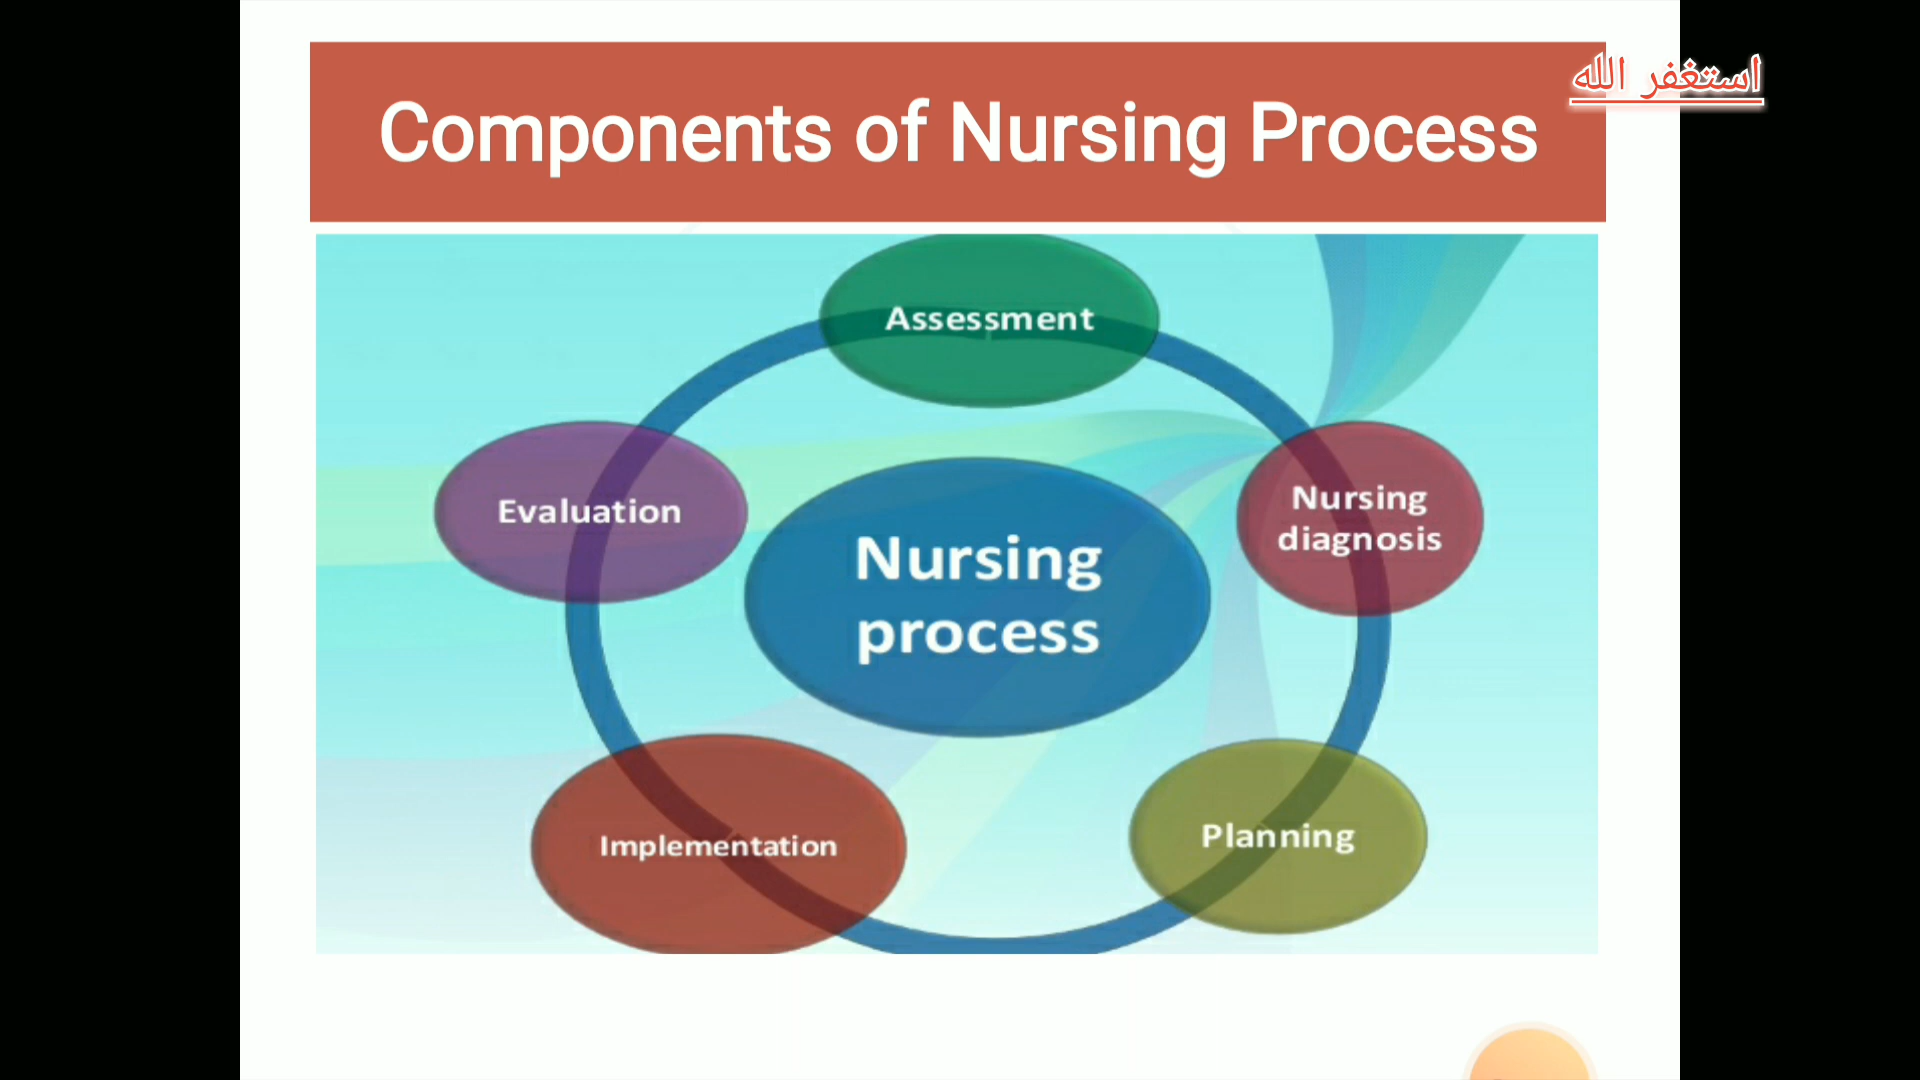 Components of Nursing Process
استغفر الله
Assessment
Evaluation
Nursing
diagnosis
Nursing
process
Implementation
Planning